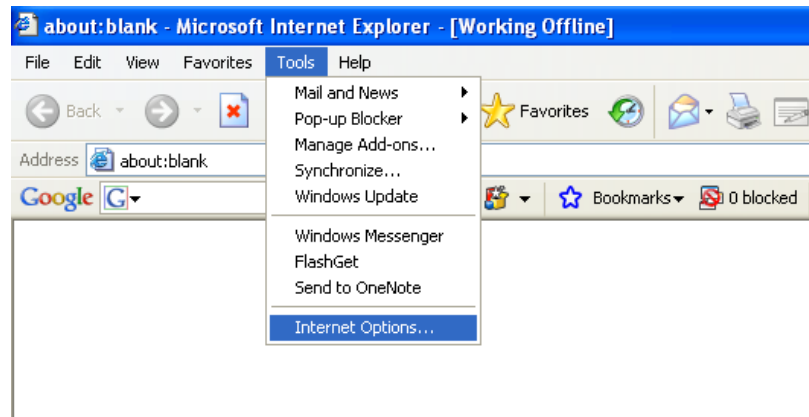 about:blank - Microsoft Internet Explorer - [Working Offline]
File Edit View Favorites Tools Help
Mail and News
Back Pop-up Blocker Favorites
Manage Add-ons...
Address about:blank Synchronize...
Google G Windows Update Bookmarks 0 blocked
Windows Messenger
FlashGet
Send to OneNote
Internet Options...